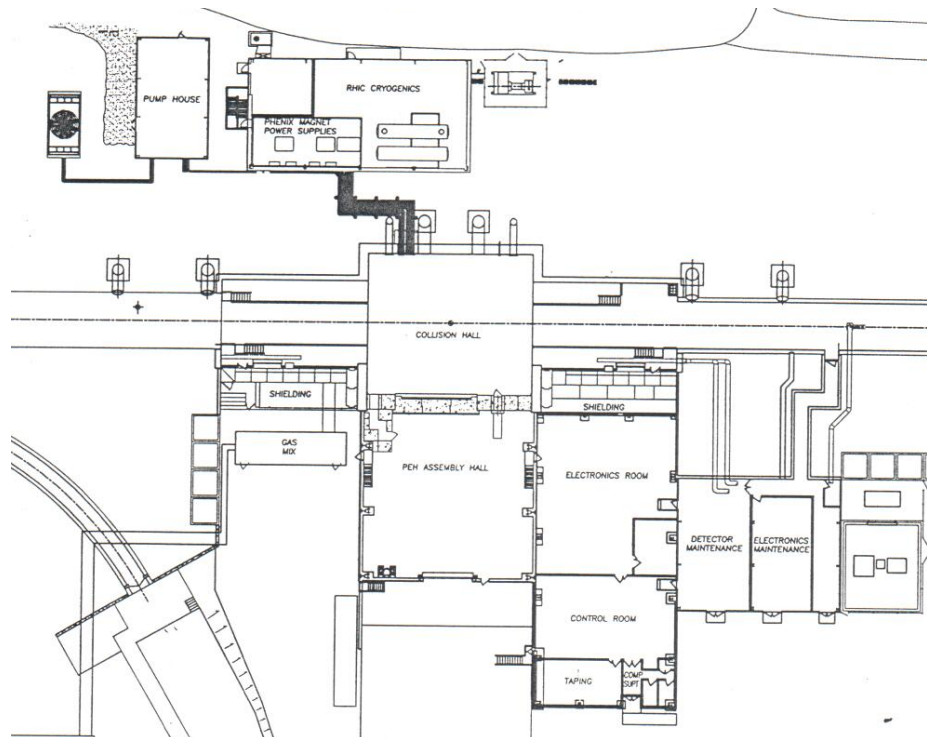 RHIC CRYOGENICS
PUMP HOUSE
PHENIX MAGNET
POWER SUPPLIES
COLLISION HALL
SHIELDING
SHIELDING
GAS
MIX
PEH ASSEMBLY HALL
ELECTRONICS ROOM
DETECTOR
MAINTENANCE
ELECTRONICS
MAINTENANCE
CONTROL ROOM
TAPING
COMP
SUPT